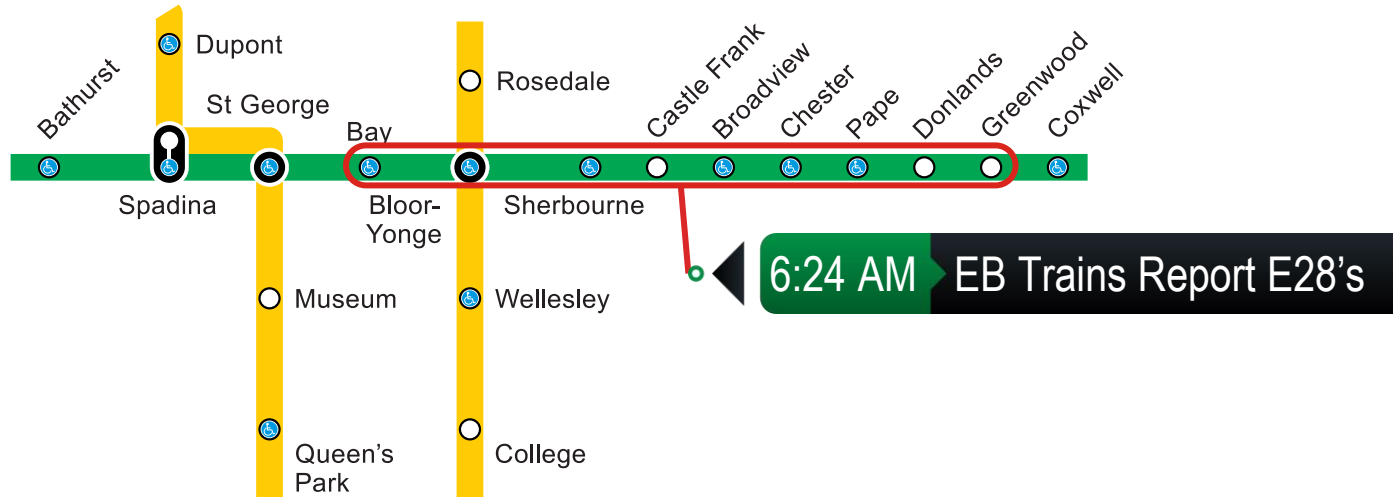 Dupont
Bathurst
St George
Rosedale
Castle Frank
Broadview
Chester
Pape
Donlands
Greenwood
Coxwell
Bay
Spadina
Bloor-
Yonge
Sherbourne
6:24 AM EB Trains Report E28’s
Museum
Wellesley
Queen’s
Park
College